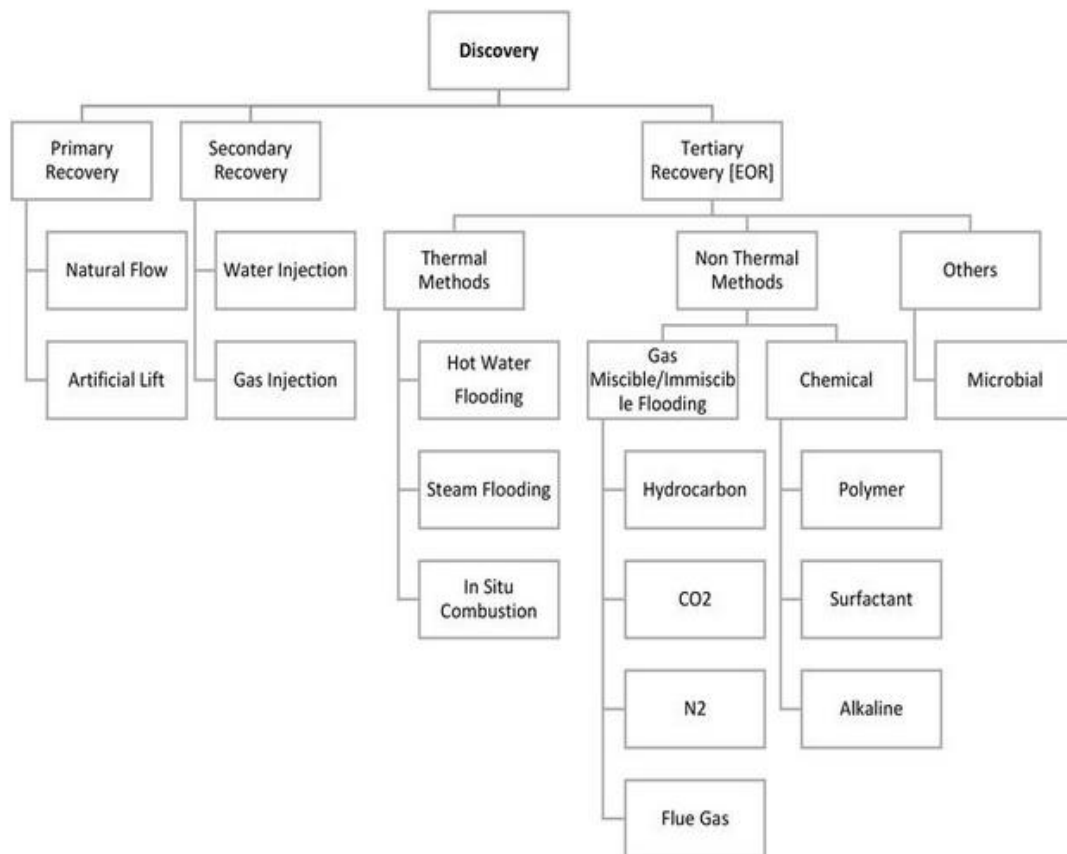 Discovery
Primary
Recovery
Secondary
Recovery
Tertiary
Recovery [EOR]
Natural Flow
Water Injection
Thermal
Methods
Non Thermal
Methods
Others
Artificial Lift
Gas Injection
Hot Water
Flooding
Gas
Miscible/Immiscib
le Flooding
Chemical
Microbial
Steam Flooding
Hydrocarbon
Polymer
In Situ
Combustion
CO2
Surfactant
N2
Alkaline
Flue Gas